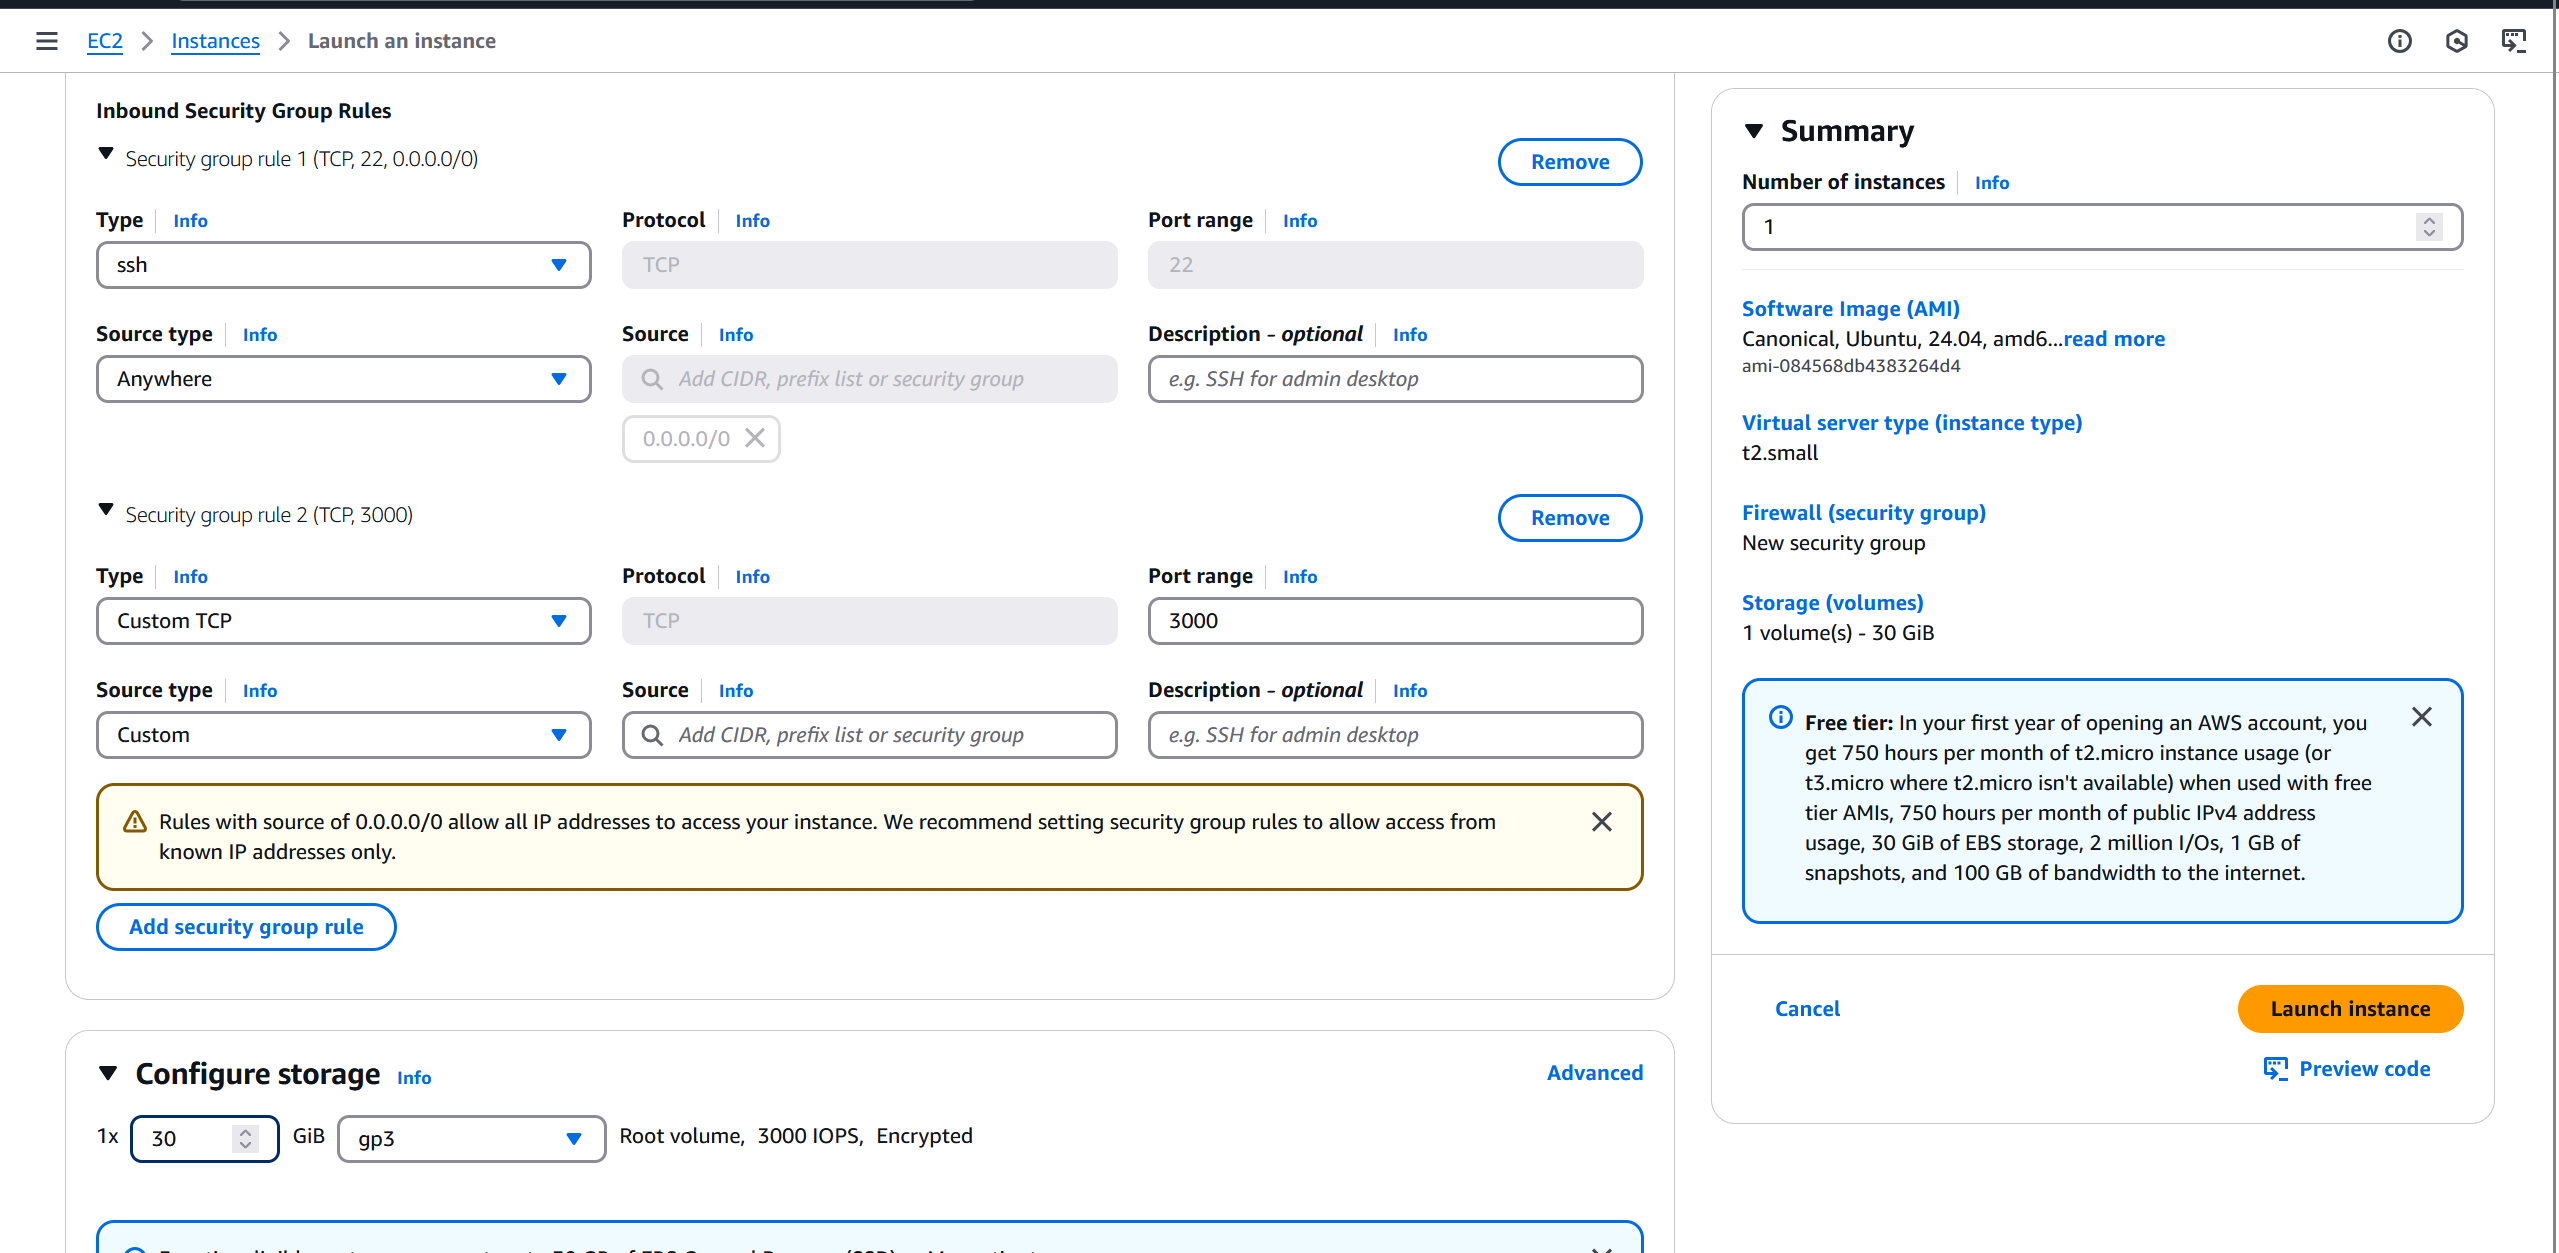 EC2 > Instances > Launch an instance
Inbound Security Group Rules
Security group rule 1 (TCP, 22, 0.0.0.0/0)
Remove
Type Info Protocol Info Port range Info
ssh TCP 22
Source type Info Source Info Description - optional Info
Anywhere Add CIDR, prefix list or security group e.g. SSH for admin desktop
0.0.0.0/0
Security group rule 2 (TCP, 3000)
Remove
Type Info Protocol Info Port range Info
Custom TCP TCP 3000
Source type Info Source Info Description - optional Info
Custom Add CIDR, prefix list or security group e.g. SSH for admin desktop
Rules with source of 0.0.0.0/0 allow all IP addresses to access your instance. We recommend setting security group rules to allow access from
known IP addresses only.
Add security group rule
Configure storage Info
Advanced
1x 30 GiB gp3 Root volume, 3000 IOPS, Encrypted
Summary
Number of instances Info
1
Software Image (AMI)
Canonical, Ubuntu, 24.04, amd6...read more
ami-084568db4383264d4
Virtual server type (instance type)
t2.small
Firewall (security group)
New security group
Storage (volumes)
1 volume(s) - 30 GiB
Free tier: In your first year of opening an AWS account, you
get 750 hours per month of t2.micro instance usage (or
t3.micro where t2.micro isn't available) when used with free
tier AMIs, 750 hours per month of public IPv4 address
usage, 30 GiB of EBS storage, 2 million I/Os, 1 GB of
snapshots, and 100 GB of bandwidth to the internet.
Cancel
Launch instance
Preview code